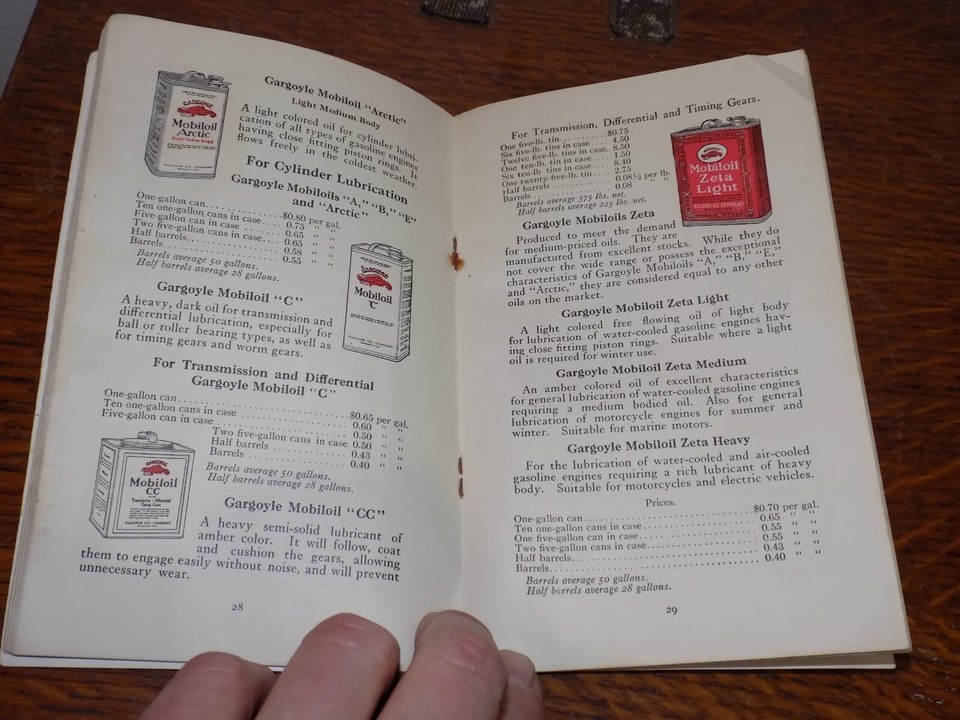 GARGOYLE
Mobiloil
Arctic
Gargoyle Mobiloil "Arctic"
Light Medium Body
A light colored oil for cylinder lubri-
cation of all types of gasoline engines
having close fitting piston rings. It
flows freely in the coldest weather.
For Cylinder Lubrication
Gargoyle Mobiloils "A," "B," "E"
and "Arctic"
One-gallon can.....................$0.80 per gal.
Ten one-gallon cans in case........ 0.75 " "
Five-gallon can in case............ 0.65 " "
Two five-gallon cans in case....... 0.65 " "
Half barrels....................... 0.58 " "
Barrels............................ 0.55 " "
Barrels average 50 gallons.
Half barrels average 28 gallons.
GARGOYLE
Mobiloil
"C"
Gargoyle Mobiloil "C"
A heavy, dark oil for transmission and
differential lubrication, especially for
ball or roller bearing types, as well as
for timing gears and worm gears.
For Transmission and Differential
Gargoyle Mobiloil "C"
One-gallon can.....................$0.65 per gal.
Ten one-gallon cans in case........ 0.60 " "
Five-gallon can in case............ 0.50 " "
Two five-gallon cans in case 0.50 " "
Half barrels ............... 0.43 " "
Barrels .................... 0.40 " "
Barrels average 50 gallons.
Half barrels average 28 gallons.
GARGOYLE
Mobiloil
CC
VACUUM OIL COMPANY
Gargoyle Mobiloil "CC"
A heavy semi-solid lubricant of
amber color. It will follow, coat
and cushion the gears, allowing
them to engage easily without noise, and will prevent
unnecessary wear.
28
For Transmission, Differential and Timing Gears.
One five-lb. tin............$0.75
Six five-lb. tins in case.... 4.50
Twelve five-lb. tins in case. 8.50
One ten-lb. tin.............. 1.50
Six ten-lb. tins in case..... 8.40
One twenty-five-lb. tin...... 2.75
Half barrels................. 0.08½ per lb.
Barrels...................... 0.08 " "
Barrels average 375 lbs. net.
Half barrels average 225 lbs. net.
Mobiloil
Zeta
Light
VACUUM OIL COMPANY
Gargoyle Mobiloils Zeta
Produced to meet the demand
for medium-priced oils. They are
manufactured from excellent stocks. While they do
not cover the wide range or possess the exceptional
characteristics of Gargoyle Mobiloils "A," "B," "E,"
and "Arctic," they are considered equal to any other
oils on the market.
Gargoyle Mobiloil Zeta Light
A light colored free flowing oil of light body
for lubrication of water-cooled gasoline engines hav-
ing close fitting piston rings. Suitable where a light
oil is required for winter use.
Gargoyle Mobiloil Zeta Medium
An amber colored oil of excellent characteristics
for general lubrication of water-cooled gasoline engines
requiring a medium bodied oil. Also for general
lubrication of motorcycle engines for summer and
winter. Suitable for marine motors.
Gargoyle Mobiloil Zeta Heavy
For the lubrication of water-cooled and air-cooled
gasoline engines requiring a rich lubricant of heavy
body. Suitable for motorcycles and electric vehicles.
Prices.
One-gallon can.....................$0.70 per gal.
Ten one-gallon cans in case........ 0.65 " "
One five-gallon cans in case....... 0.55 " "
Two five-gallon cans in case....... 0.55 " "
Half barrels....................... 0.43 " "
Barrels............................ 0.40 " "
Barrels average 50 gallons.
Half barrels average 28 gallons.
29